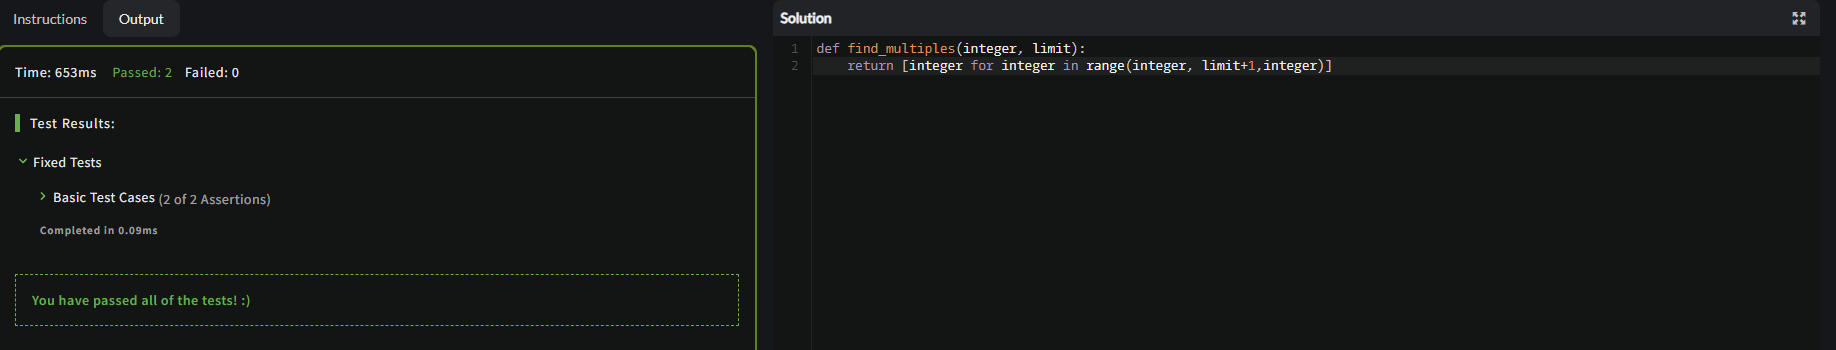 Instructions
Output
Time: 653ms Passed: 2 Failed: 0
Test Results:
Fixed Tests
Basic Test Cases (2 of 2 Assertions)
Completed in 0.09ms
You have passed all of the tests! :)
Solution
1 def find_multiples(integer, limit):
2     return [integer for integer in range(integer, limit+1,integer)]